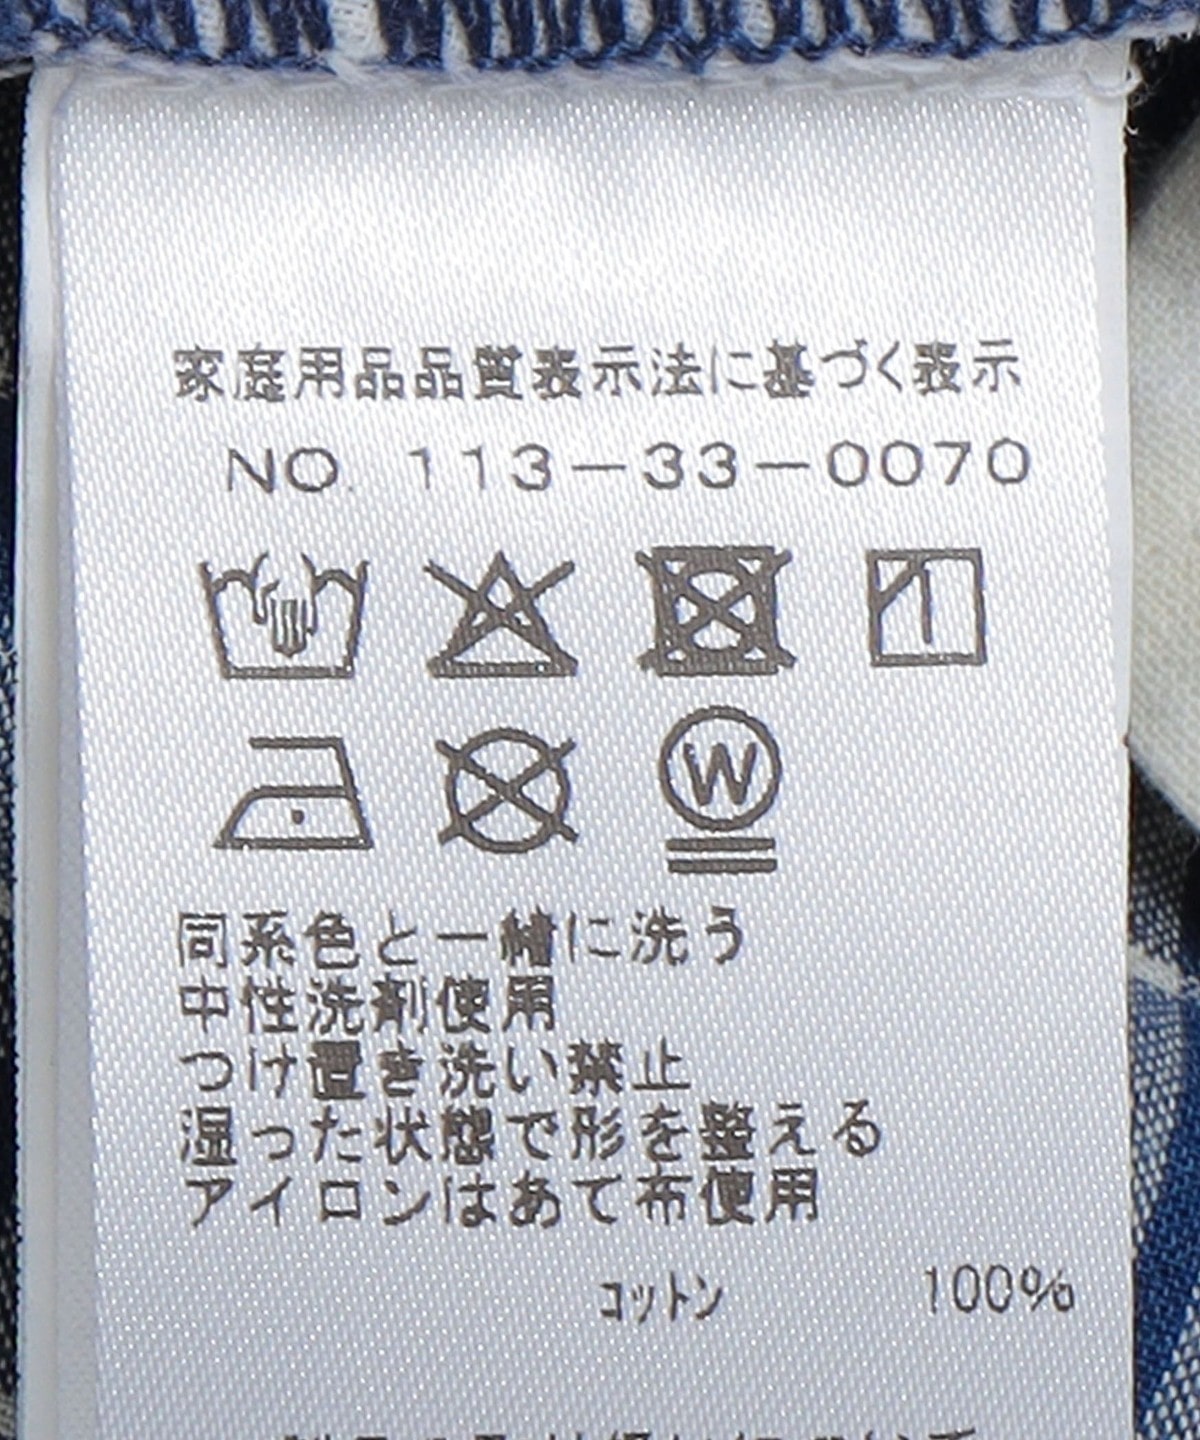 家庭用品品質表示法に基づく表示
NO. 113-33-0070
W
同系色と一緒に洗う
中性洗剤使用
つけ置き洗い禁止
湿った状態で形を整える
アイロンはあて布使用
コットン 100%